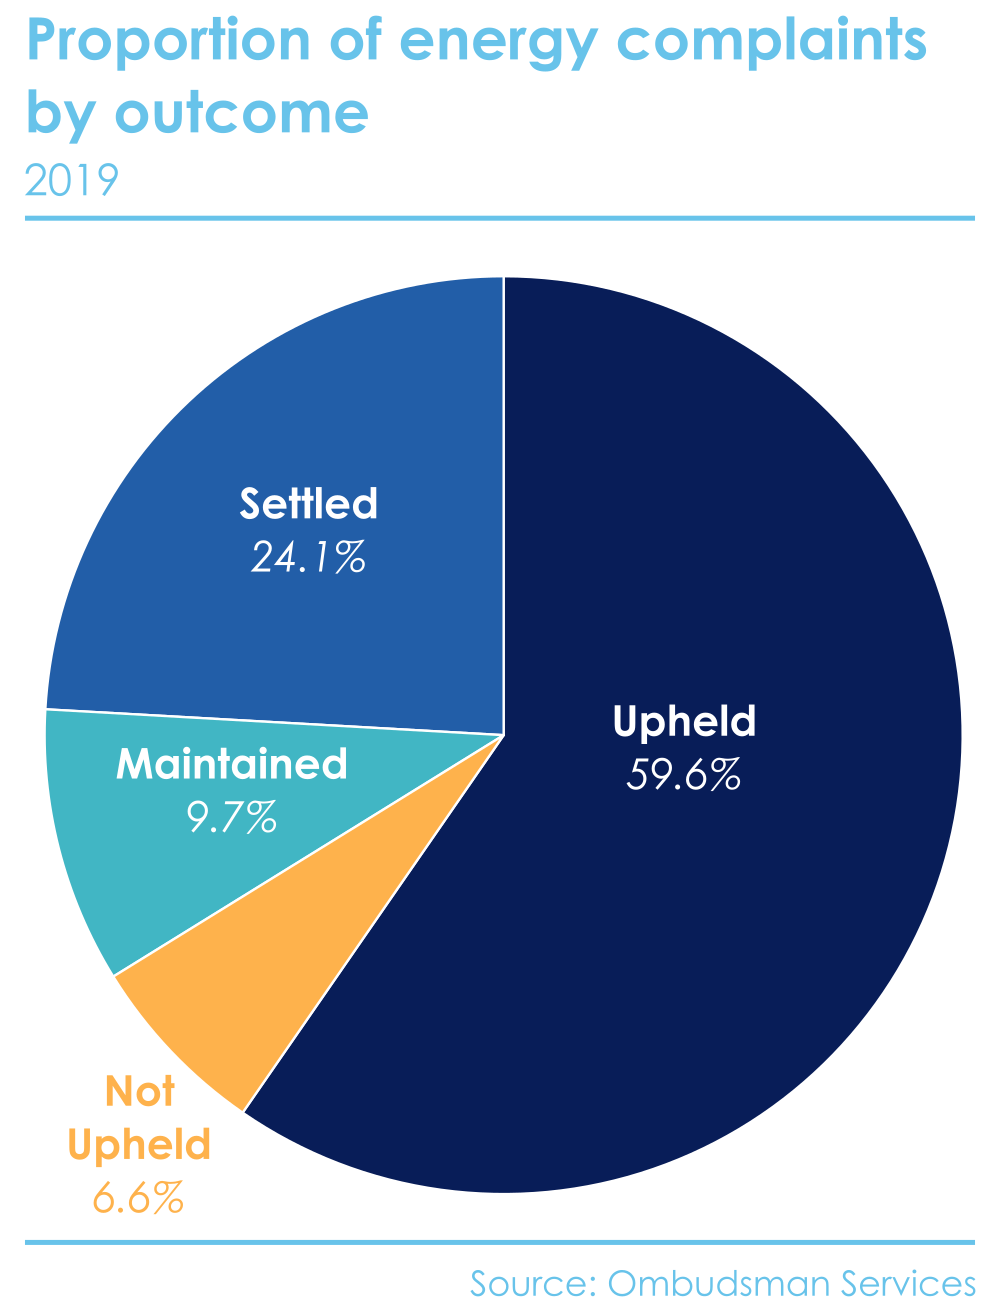 Proportion of energy complaints
by outcome
2019
Settled
24.1%
Upheld
59.6%
Maintained
9.7%
Not
Upheld
6.6%
Source: Ombudsman Services